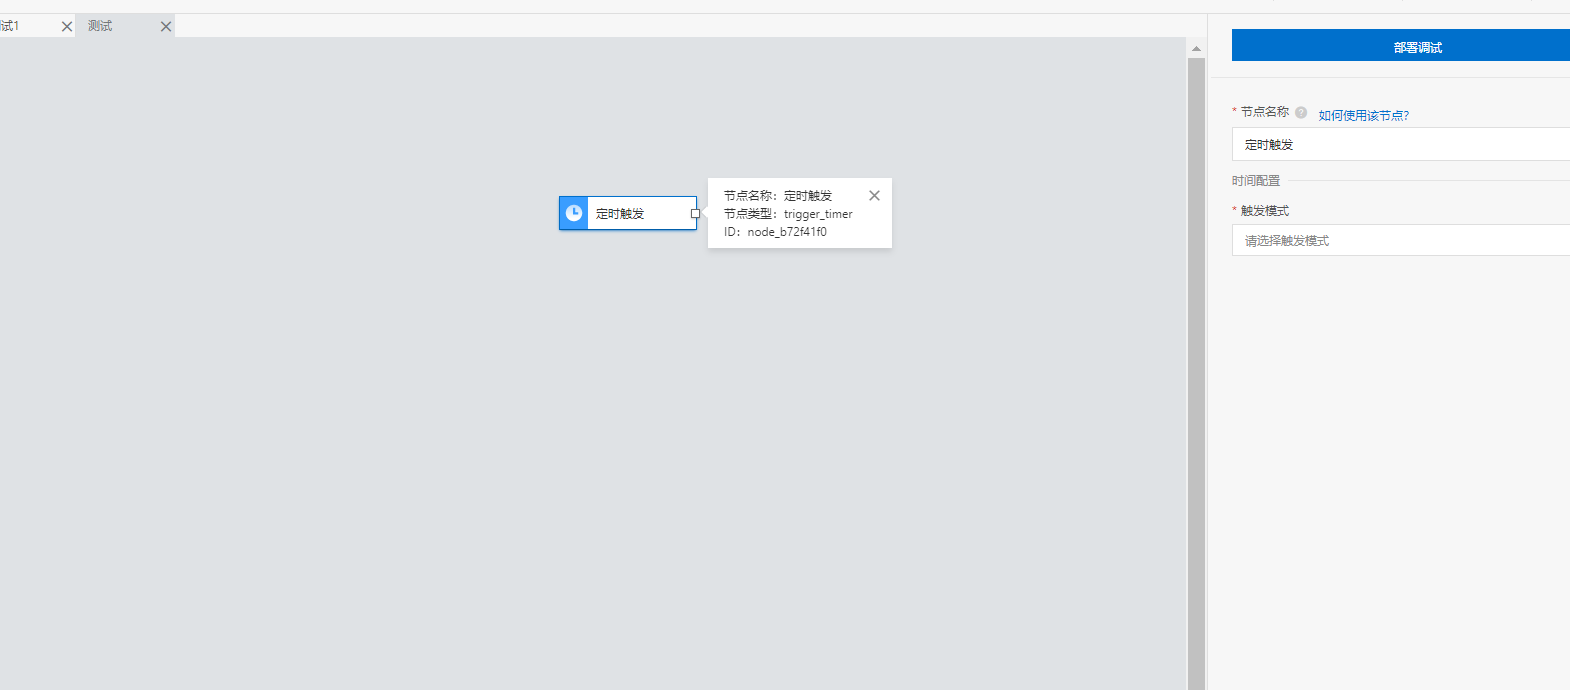 试1
测试
部署调试
* 节点名称 ? 如何使用该节点?
定时触发
时间配置
* 触发模式
请选择触发模式
定时触发
节点名称：定时触发
节点类型：trigger_timer
ID：node_b72f41f0